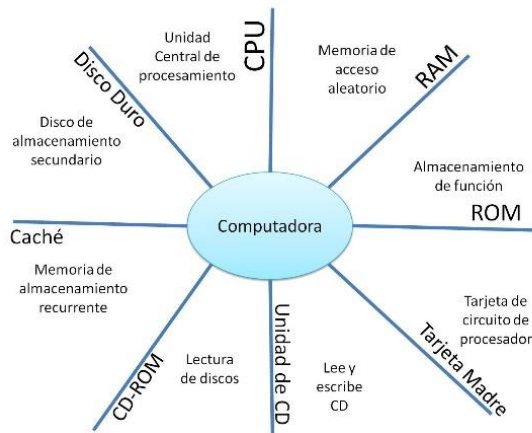 Unidad
Central de
procesamiento
CPU
Memoria de
acceso
aleatorio
RAM
Disco Duro
Disco de
almacenamiento
secundario
Almacenamiento
de función
ROM
Computadora
Caché
Memoria de
almacenamiento
recurrente
Tarjeta de
circuito de
procesador
Tarjeta Madre
CD-ROM
Lectura
de discos
Unidad de CD
Lee y
escribe
CD